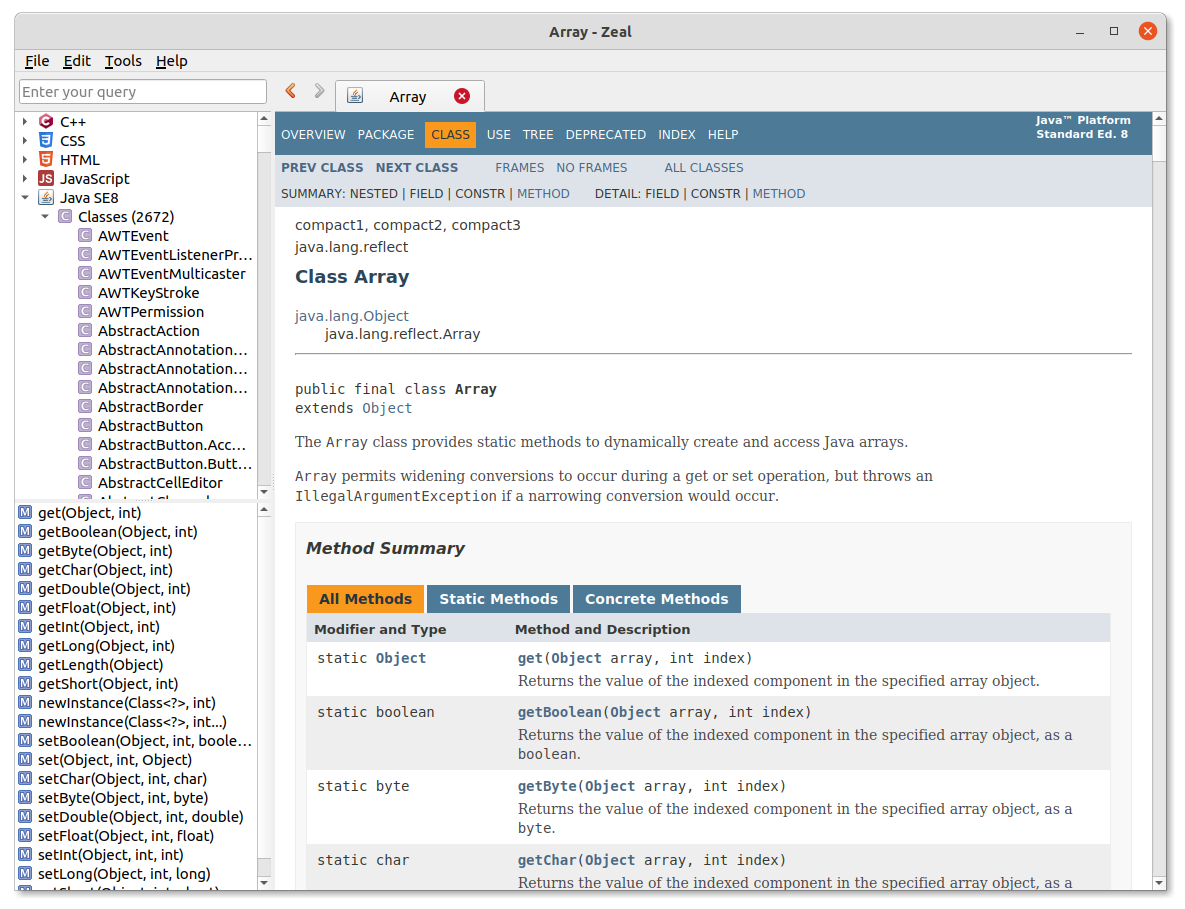 Array - Zeal
File Edit Tools Help
Enter your query
Array
C++
CSS
HTML
JavaScript
Java SE8
Classes (2672)
AWTEvent
AWTEventListenerPr...
AWTEventMulticaster
AWTKeyStroke
AWTPermission
AbstractAction
AbstractAnnotation...
AbstractAnnotation...
AbstractAnnotation...
AbstractBorder
AbstractButton
AbstractButton.Acc...
AbstractButton.Butt...
AbstractCellEditor
get(Object, int)
getBoolean(Object, int)
getByte(Object, int)
getChar(Object, int)
getDouble(Object, int)
getFloat(Object, int)
getInt(Object, int)
getLong(Object, int)
getLength(Object)
getShort(Object, int)
newInstance(Class<?>, int)
newInstance(Class<?>, int...)
setBoolean(Object, int, boole...
set(Object, int, Object)
setChar(Object, int, char)
setByte(Object, int, byte)
setDouble(Object, int, double)
setFloat(Object, int, float)
setInt(Object, int, int)
setLong(Object, int, long)
OVERVIEW PACKAGE CLASS USE TREE DEPRECATED INDEX HELP
Java™ Platform
Standard Ed. 8
PREV CLASS NEXT CLASS FRAMES NO FRAMES ALL CLASSES
SUMMARY: NESTED | FIELD | CONSTR | METHOD DETAIL: FIELD | CONSTR | METHOD
compact1, compact2, compact3
java.lang.reflect
Class Array
java.lang.Object
java.lang.reflect.Array
public final class Array
extends Object
The Array class provides static methods to dynamically create and access Java arrays.
Array permits widening conversions to occur during a get or set operation, but throws an
IllegalArgumentException if a narrowing conversion would occur.
Method Summary
All Methods Static Methods Concrete Methods
Modifier and Type Method and Description
static Object get(Object array, int index)
Returns the value of the indexed component in the specified array object.
static boolean getBoolean(Object array, int index)
Returns the value of the indexed component in the specified array object, as a
boolean.
static byte getByte(Object array, int index)
Returns the value of the indexed component in the specified array object, as a
byte.
static char getChar(Object array, int index)
Returns the value of the indexed component in the specified array object, as a